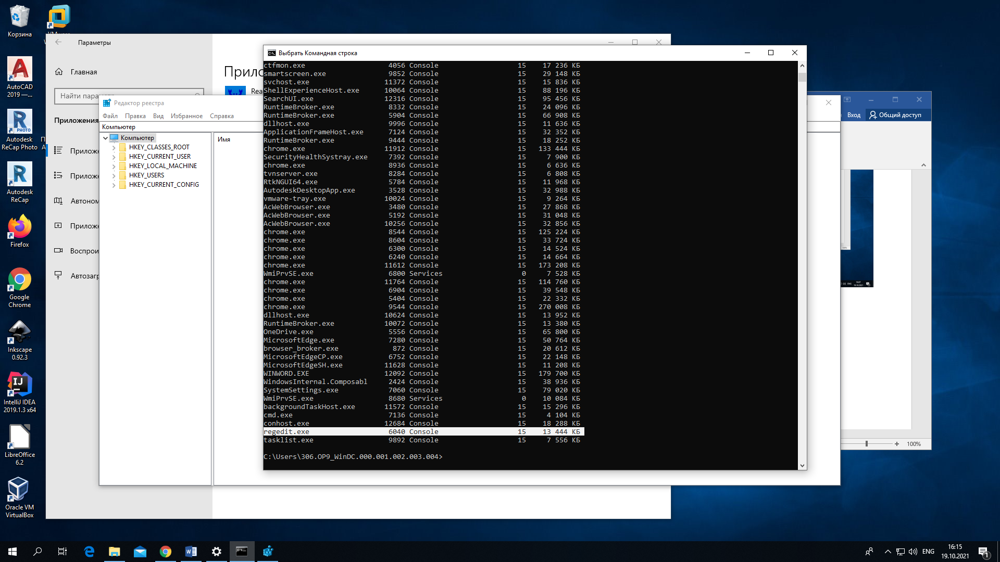 Корзина
AutoCAD
2019 —...
Autodesk
ReCap Photo
Autodesk
ReCap
Firefox
Google
Chrome
Inkscape
0.92.3
IntelliJ IDEA
2019.1.3 x64
LibreOffice
6.2
Oracle VM
VirtualBox
Параметры
Главная
Найти
Приложения
Автоном
Воспрои
Автозагр
Rea
Редактор реестра
Файл Правка Вид Избранное Справка
Компьютер
Компьютер
HKEY_CLASSES_ROOT
HKEY_CURRENT_USER
HKEY_LOCAL_MACHINE
HKEY_USERS
HKEY_CURRENT_CONFIG
Имя
Выбрать Командная строка
ctfmon.exe 4056 Console 15 17 236 КБ
smartscreen.exe 9852 Console 15 29 148 КБ
svchost.exe 11372 Console 15 15 836 КБ
ShellExperienceHost.exe 10064 Console 15 88 196 КБ
SearchUI.exe 12316 Console 15 95 456 КБ
RuntimeBroker.exe 8332 Console 15 24 096 КБ
RuntimeBroker.exe 5904 Console 15 66 908 КБ
dllhost.exe 9996 Console 15 11 636 КБ
ApplicationFrameHost.exe 7124 Console 15 32 352 КБ
RuntimeBroker.exe 9444 Console 15 18 252 КБ
chrome.exe 11912 Console 15 133 444 КБ
SecurityHealthSystray.exe 7392 Console 15 7 900 КБ
chrome.exe 8936 Console 15 6 636 КБ
tvnserver.exe 8284 Console 15 6 808 КБ
RtkNGUI64.exe 5784 Console 15 11 968 КБ
AutodeskDesktopApp.exe 3528 Console 15 32 988 КБ
vmware-tray.exe 10024 Console 15 9 264 КБ
AcWebBrowser.exe 3480 Console 15 27 868 КБ
AcWebBrowser.exe 5192 Console 15 31 048 КБ
AcWebBrowser.exe 10256 Console 15 32 856 КБ
chrome.exe 8544 Console 15 125 224 КБ
chrome.exe 8604 Console 15 33 724 КБ
chrome.exe 6300 Console 15 14 524 КБ
chrome.exe 6240 Console 15 14 664 КБ
chrome.exe 11612 Console 15 173 208 КБ
WmiPrvSE.exe 6800 Services 0 7 528 КБ
chrome.exe 11764 Console 15 114 760 КБ
chrome.exe 6904 Console 15 39 548 КБ
chrome.exe 5404 Console 15 22 332 КБ
chrome.exe 9544 Console 15 270 008 КБ
dllhost.exe 10624 Console 15 13 952 КБ
RuntimeBroker.exe 10072 Console 15 13 380 КБ
OneDrive.exe 5556 Console 15 65 800 КБ
MicrosoftEdge.exe 7280 Console 15 50 764 КБ
browser_broker.exe 872 Console 15 20 612 КБ
MicrosoftEdgeCP.exe 6752 Console 15 22 148 КБ
MicrosoftEdgeSH.exe 11628 Console 15 11 208 КБ
WINWORD.EXE 12092 Console 15 179 700 КБ
WindowsInternal.Composabl 2424 Console 15 38 936 КБ
SystemSettings.exe 7060 Console 15 79 020 КБ
WmiPrvSE.exe 8680 Services 0 10 084 КБ
backgroundTaskHost.exe 11572 Console 15 15 296 КБ
cmd.exe 7136 Console 15 4 104 КБ
conhost.exe 12684 Console 15 18 288 КБ
regedit.exe 6040 Console 15 13 444 КБ
tasklist.exe 9892 Console 15 7 556 КБ
C:\Users\306.OP9_WinDC.000.001.002.003.004>
Вход Общий доступ
100%
ENG
16:15
19.10.2021
1